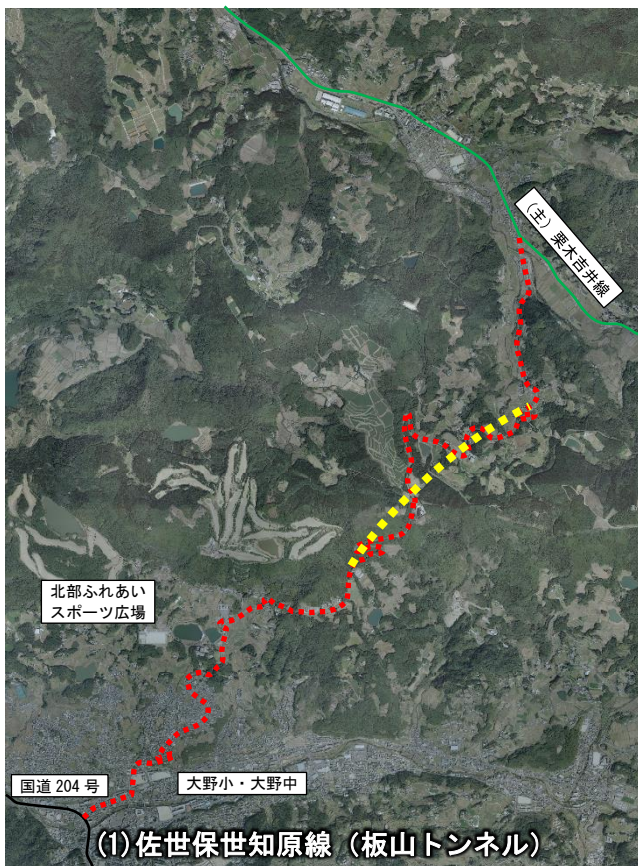 (主)栗木吉井線
北部ふれあい
スポーツ広場
国道 204 号
大野小・大野中
(1)佐世保世知原線(板山トンネル)